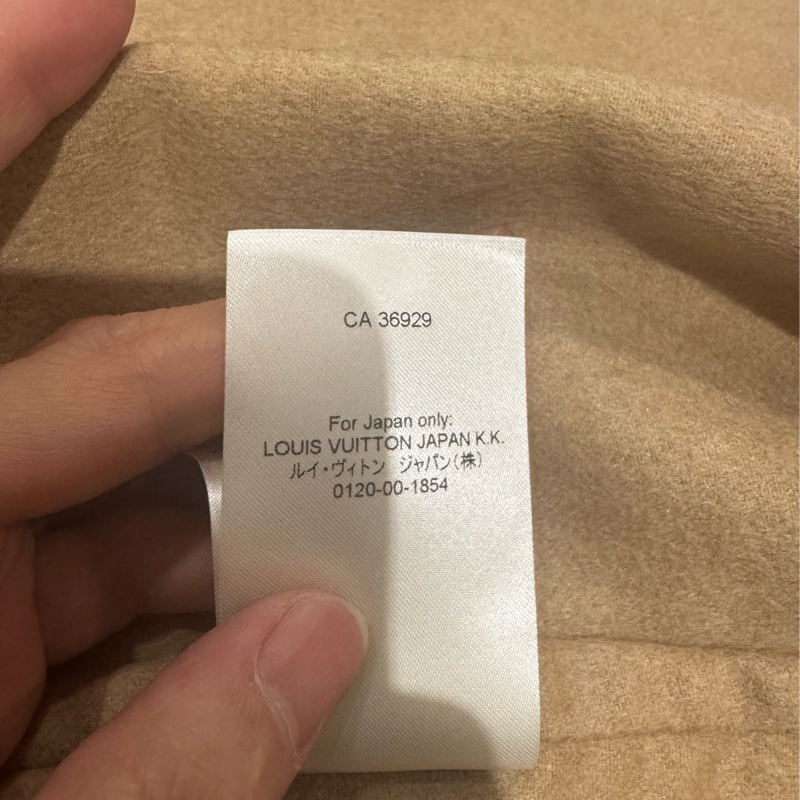 CA 36929
For Japan only:
LOUIS VUITTON JAPAN K.K.
ルイ・ヴィトン ジャパン(株)
0120-00-1854